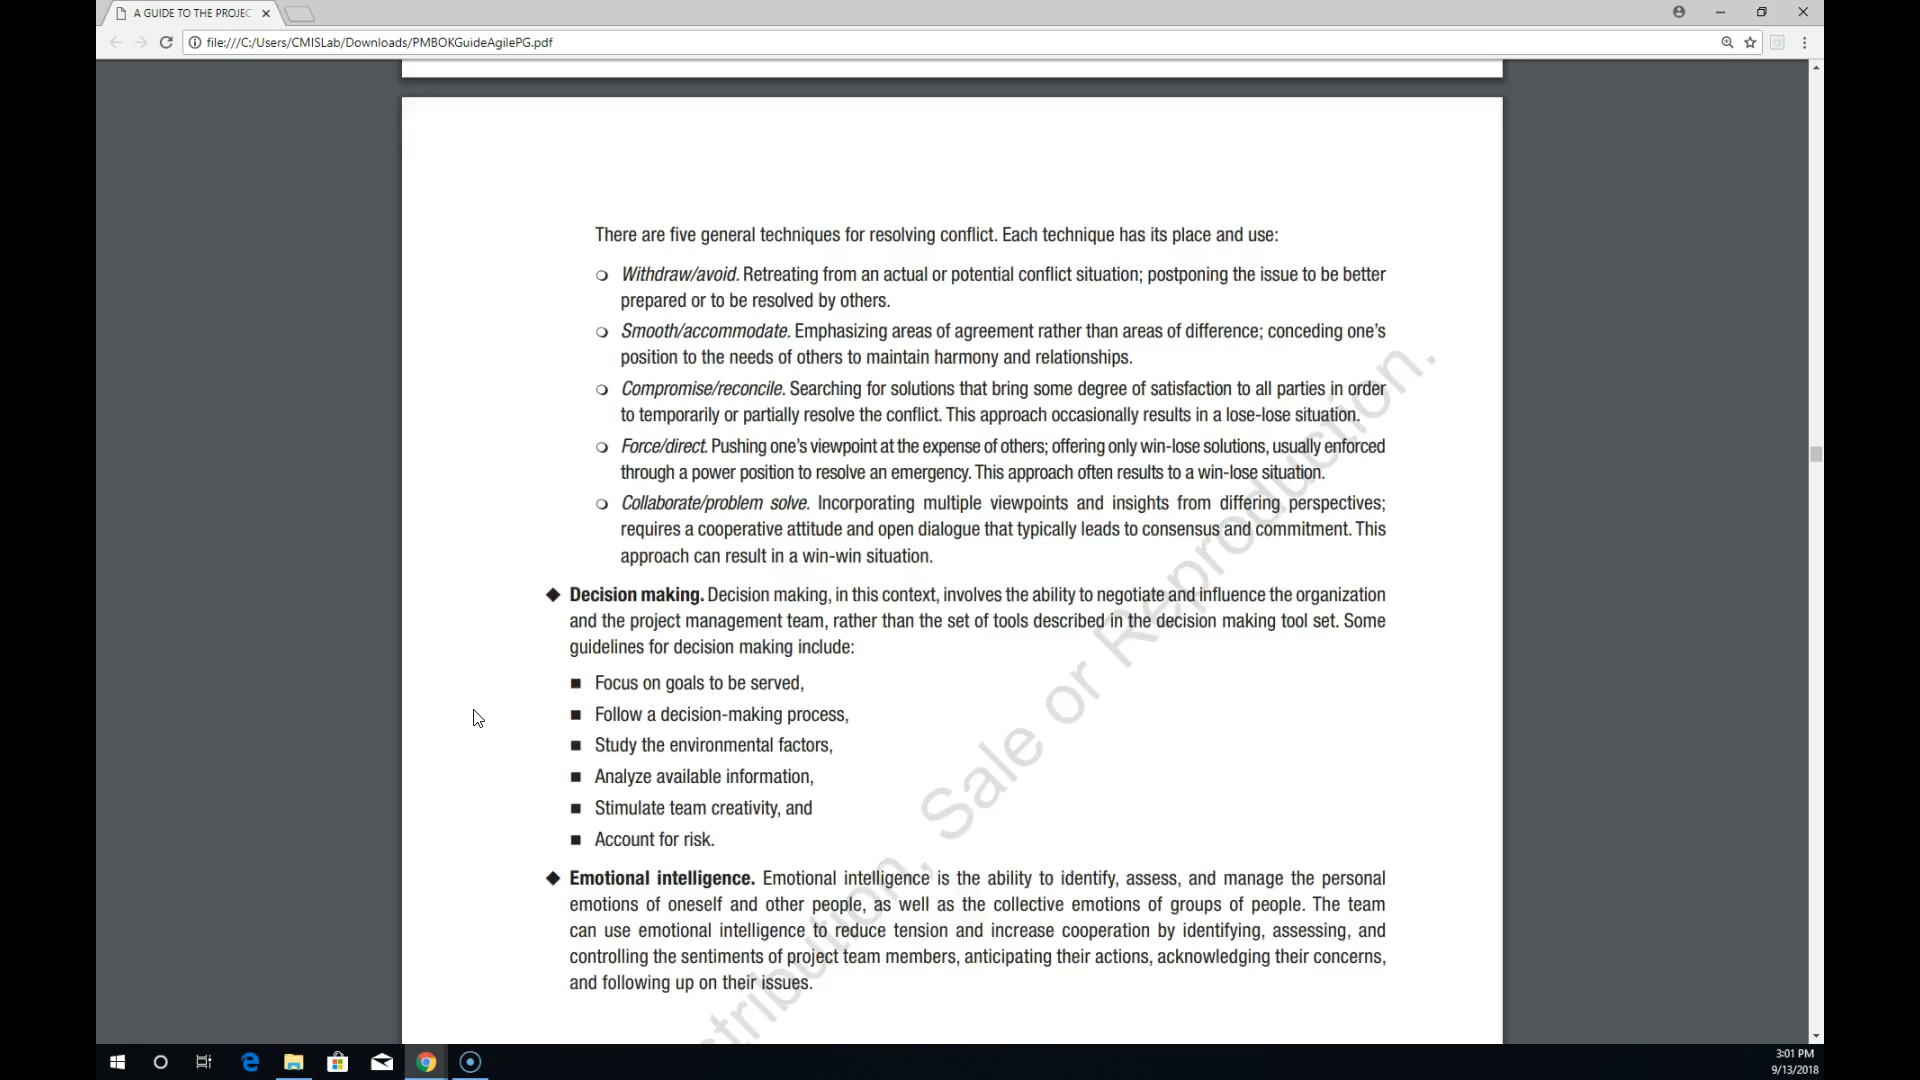 A GUIDE TO THE PROJEC
file:///C:/Users/CMISLab/Downloads/PMBOKGuideAgilePG.pdf
There are five general techniques for resolving conflict. Each technique has its place and use:
Withdraw/avoid. Retreating from an actual or potential conflict situation; postponing the issue to be better
prepared or to be resolved by others.
Smooth/accommodate. Emphasizing areas of agreement rather than areas of difference; conceding one's
position to the needs of others to maintain harmony and relationships.
Compromise/reconcile. Searching for solutions that bring some degree of satisfaction to all parties in order
to temporarily or partially resolve the conflict. This approach occasionally results in a lose-lose situation.
Force/direct. Pushing one's viewpoint at the expense of others; offering only win-lose solutions, usually enforced
through a power position to resolve an emergency. This approach often results to a win-lose situation.
Collaborate/problem solve. Incorporating multiple viewpoints and insights from differing perspectives;
requires a cooperative attitude and open dialogue that typically leads to consensus and commitment. This
approach can result in a win-win situation.
Decision making. Decision making, in this context, involves the ability to negotiate and influence the organization
and the project management team, rather than the set of tools described in the decision making tool set. Some
guidelines for decision making include:
Focus on goals to be served,
Follow a decision-making process,
Study the environmental factors,
Analyze available information,
Stimulate team creativity, and
Account for risk.
Emotional intelligence. Emotional intelligence is the ability to identify, assess, and manage the personal
emotions of oneself and other people, as well as the collective emotions of groups of people. The team
can use emotional intelligence to reduce tension and increase cooperation by identifying, assessing, and
controlling the sentiments of project team members, anticipating their actions, acknowledging their concerns,
and following up on their issues.
stribution, Sale or Reproduction.
3:01 PM
9/13/2018